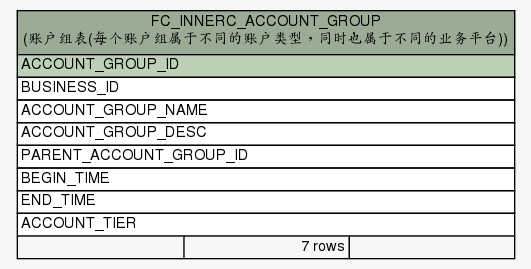 FC_INNERC_ACCOUNT_GROUP
(账户组表(每个账户组属于不同的账户类型，同时也属于不同的业务平台))
ACCOUNT_GROUP_ID
BUSINESS_ID
ACCOUNT_GROUP_NAME
ACCOUNT_GROUP_DESC
PARENT_ACCOUNT_GROUP_ID
BEGIN_TIME
END_TIME
ACCOUNT_TIER
7 rows